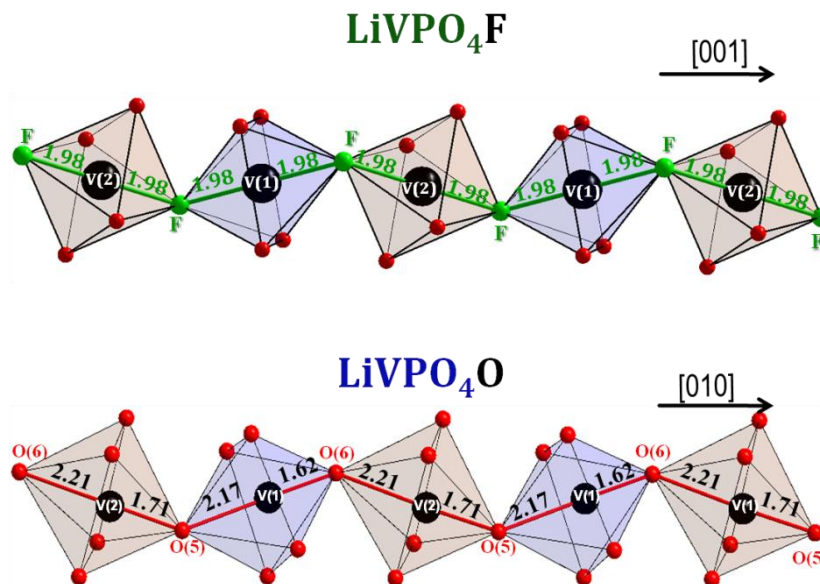 LiVPO₄F
[001]
F 1.98 V(2) 1.98 F 1.98 V(1) 1.98 F 1.98 V(2) 1.98 F 1.98 V(1) 1.98 F 1.98 V(2) 1.98 F
LiVPO₄O
[010]
O(6) 2.21 V(2) 1.71 O(5) 2.17 V(1) 1.62 O(6) 2.21 V(2) 1.71 O(5) 2.17 V(1) 1.62 O(6) 2.21 V(1) 1.71 O(5)